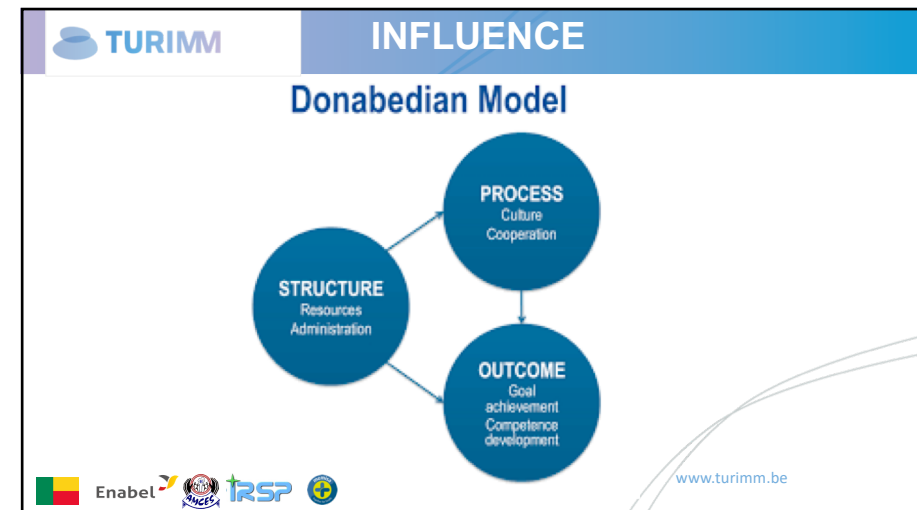 TURIMM
INFLUENCE
Donabedian Model
PROCESS
Culture
Cooperation
STRUCTURE
Resources
Administration
OUTCOME
Goal
achievement
Competence
development
Enabel
AMCES
IRSP
www.turimm.be